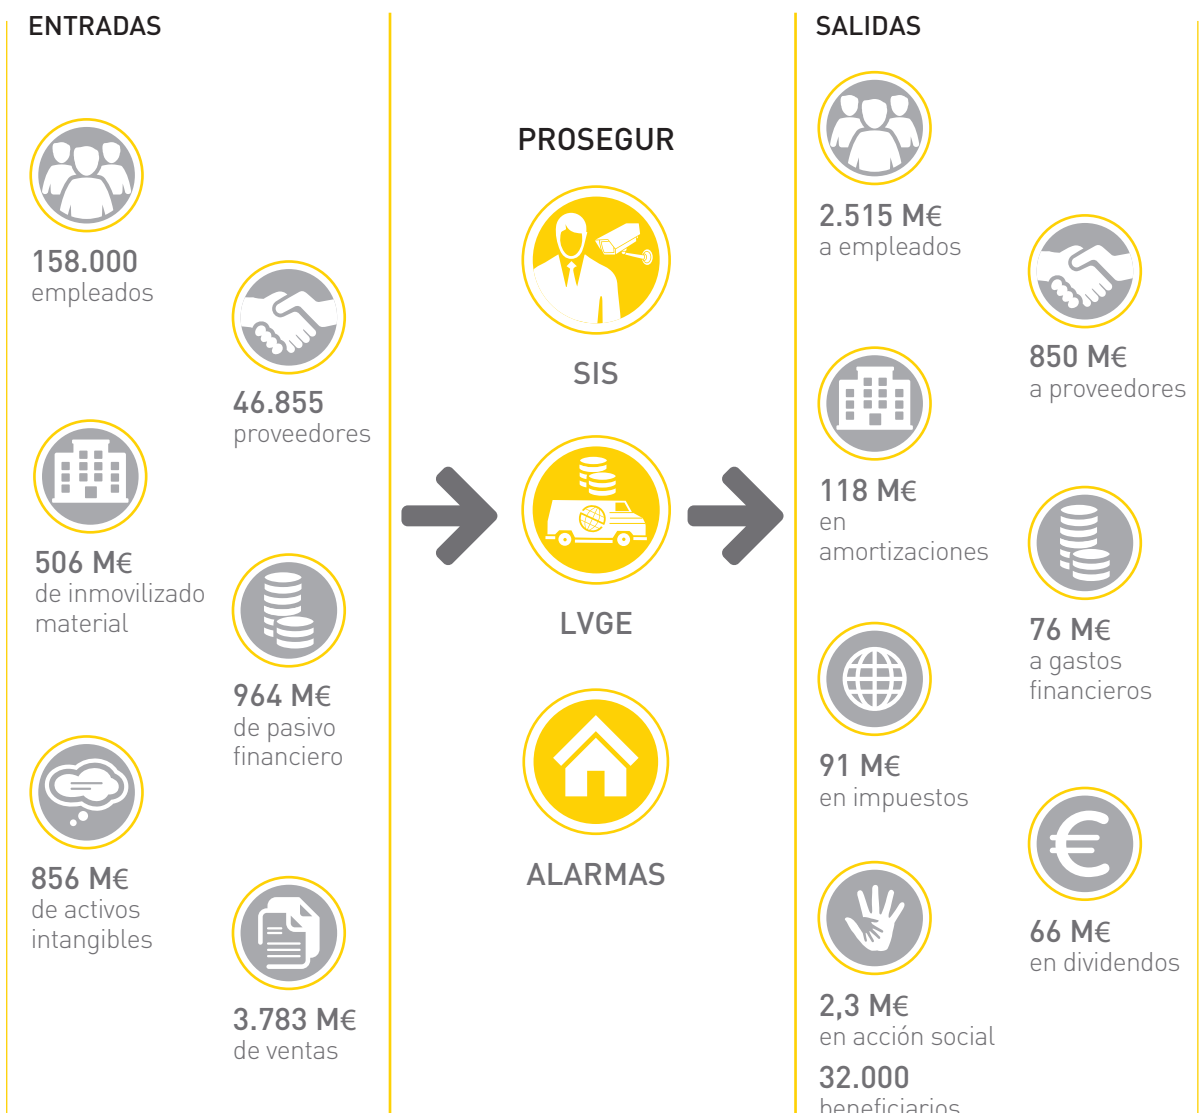 ENTRADAS
158.000
empleados
46.855
proveedores
506 M€
de inmovilizado
material
964 M€
de pasivo
financiero
856 M€
de activos
intangibles
3.783 M€
de ventas
PROSEGUR
SIS
LVGE
ALARMAS
SALIDAS
2.515 M€
a empleados
850 M€
a proveedores
118 M€
en
amortizaciones
76 M€
a gastos
financieros
91 M€
en impuestos
66 M€
en dividendos
2,3 M€
en acción social
32.000
beneficiarios